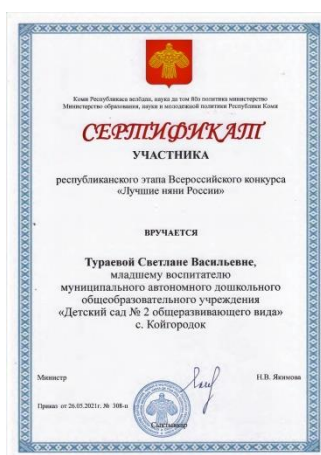 Коми Республикаса велöдан, наука да том йöз политика министерство
Министерство образования, науки и молодежной политики Республики Коми
СЕРТИФИКАТ
УЧАСТНИКА
республиканского этапа Всероссийского конкурса
«Лучшие няни России»
ВРУЧАЕТСЯ
Тураевой Светлане Васильевне,
младшему воспитателю
муниципального автономного дошкольного
общеобразовательного учреждения
«Детский сад № 2 общеразвивающего вида»
с. Койгородок
Министр
Н.В. Якимова
Приказ от 26.05.2021г. № 308-п
Сыктывкар